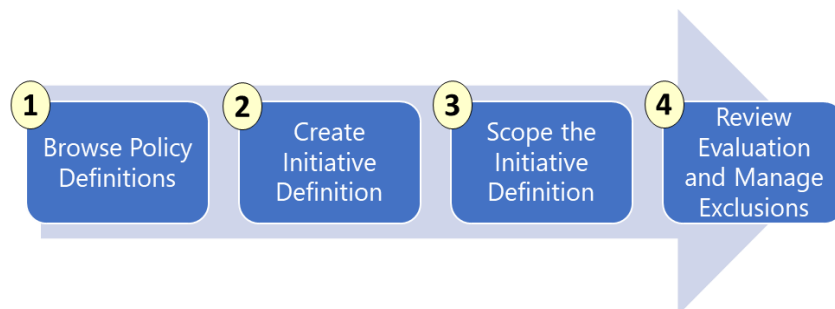 1
Browse Policy
Definitions
2
Create
Initiative
Definition
3
Scope the
Initiative
Definition
4
Review
Evaluation
and Manage
Exclusions